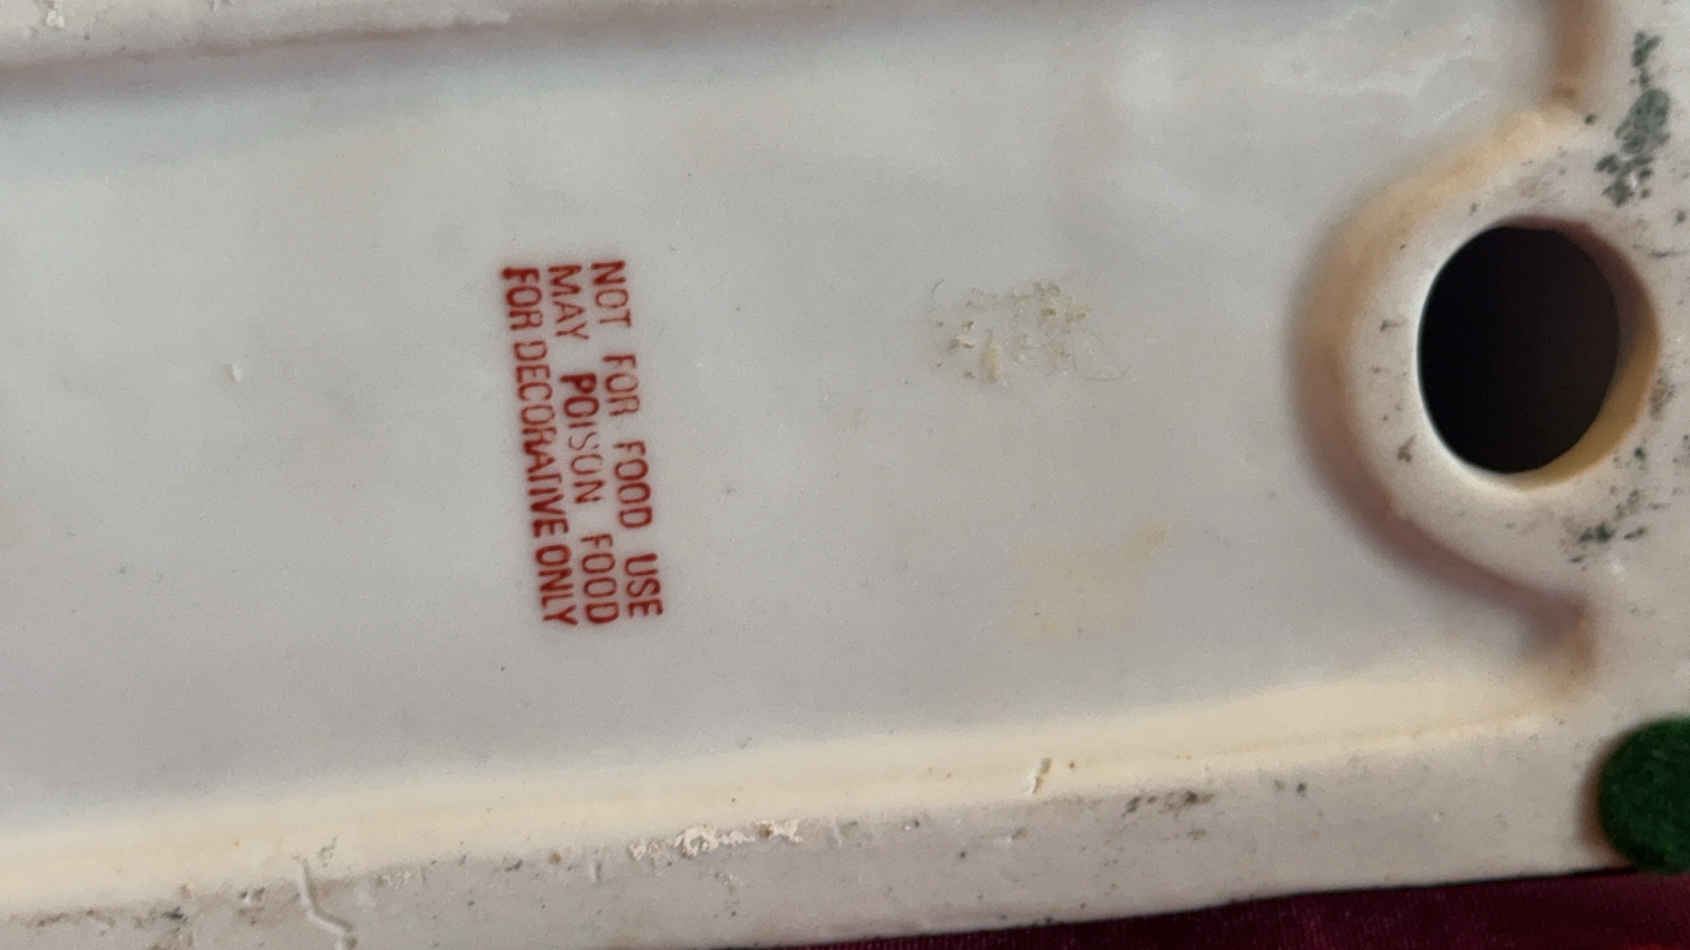 NOT FOR FOOD USE
MAY POISON FOOD
FOR DECORATIVE ONLY